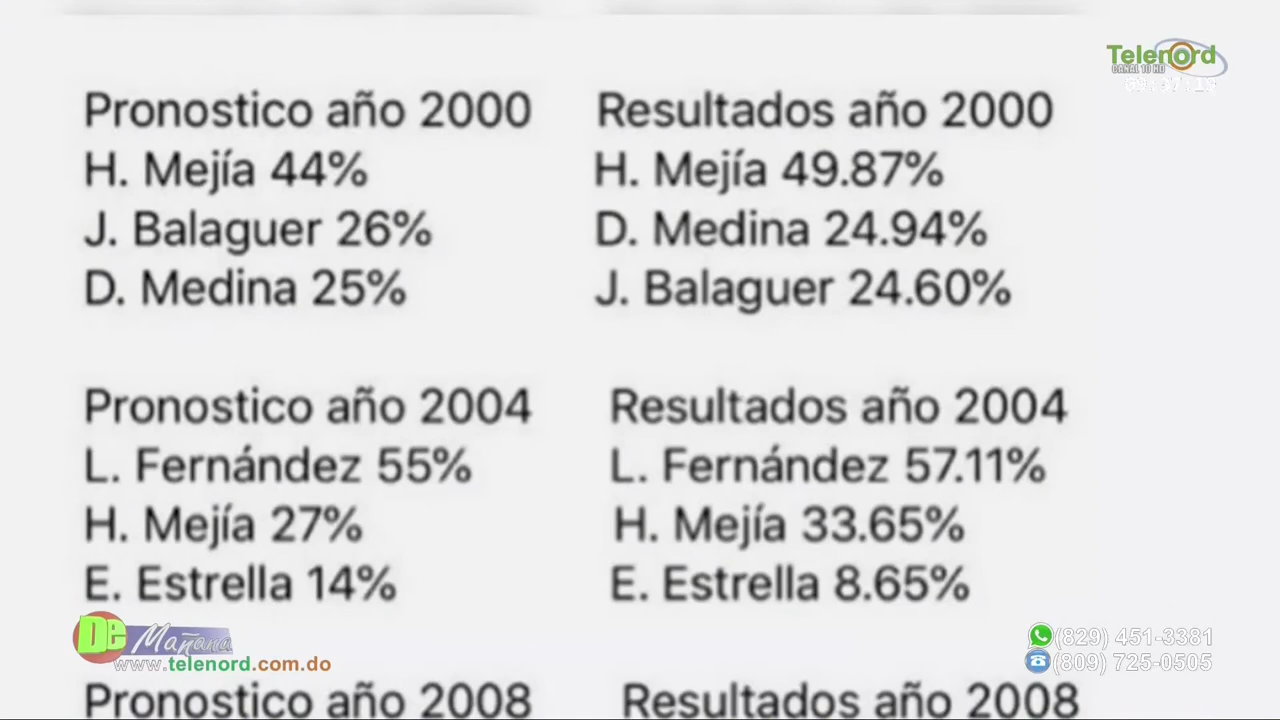 Telenord
CANAL 10 HD
Pronostico año 2000
H. Mejía 44%
J. Balaguer 26%
D. Medina 25%
Resultados año 2000
H. Mejía 49.87%
D. Medina 24.94%
J. Balaguer 24.60%
Pronostico año 2004
L. Fernández 55%
H. Mejía 27%
E. Estrella 14%
Resultados año 2004
L. Fernández 57.11%
H. Mejía 33.65%
E. Estrella 8.65%
De Mañana
www.telenord.com.do
(829) 451-3381
(809) 725-0505
Pronostico año 2008
Resultados año 2008